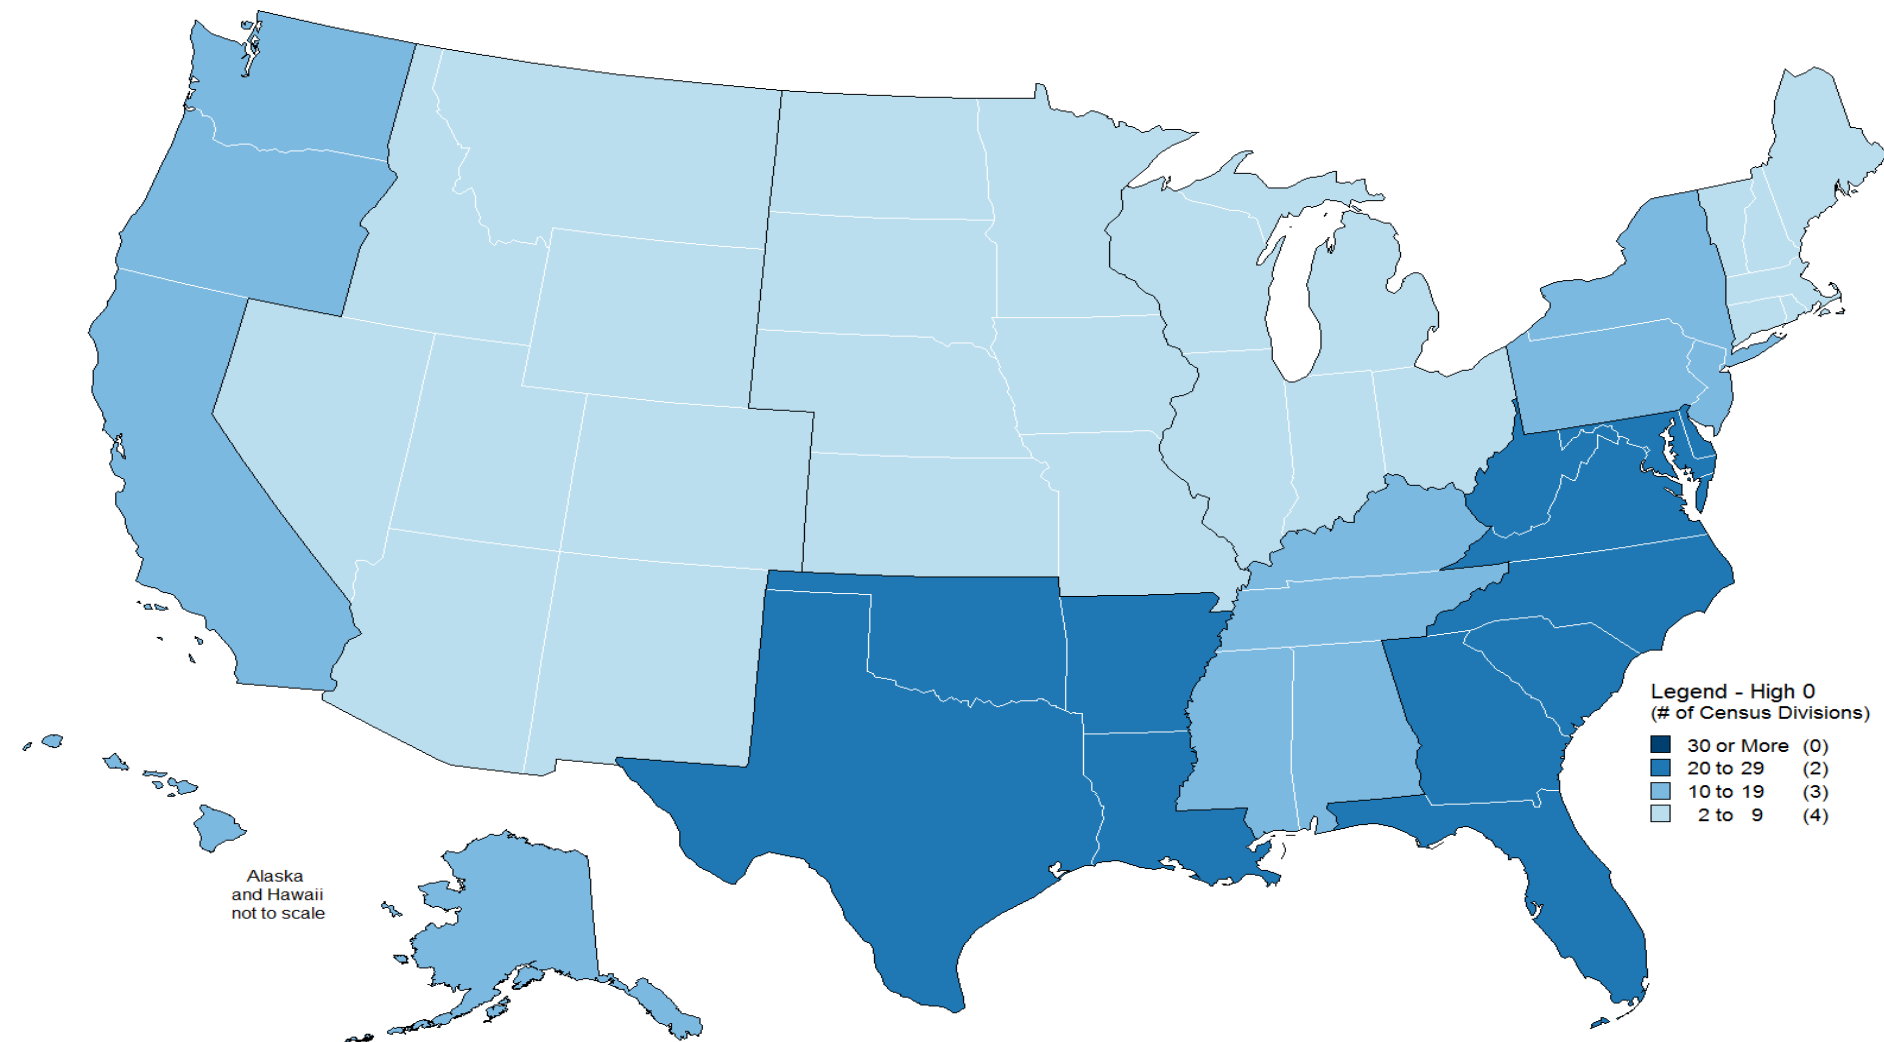 Legend - High 0
(# of Census Divisions)
30 or More (0)
20 to 29 (2)
10 to 19 (3)
2 to 9 (4)
Alaska
and Hawaii
not to scale